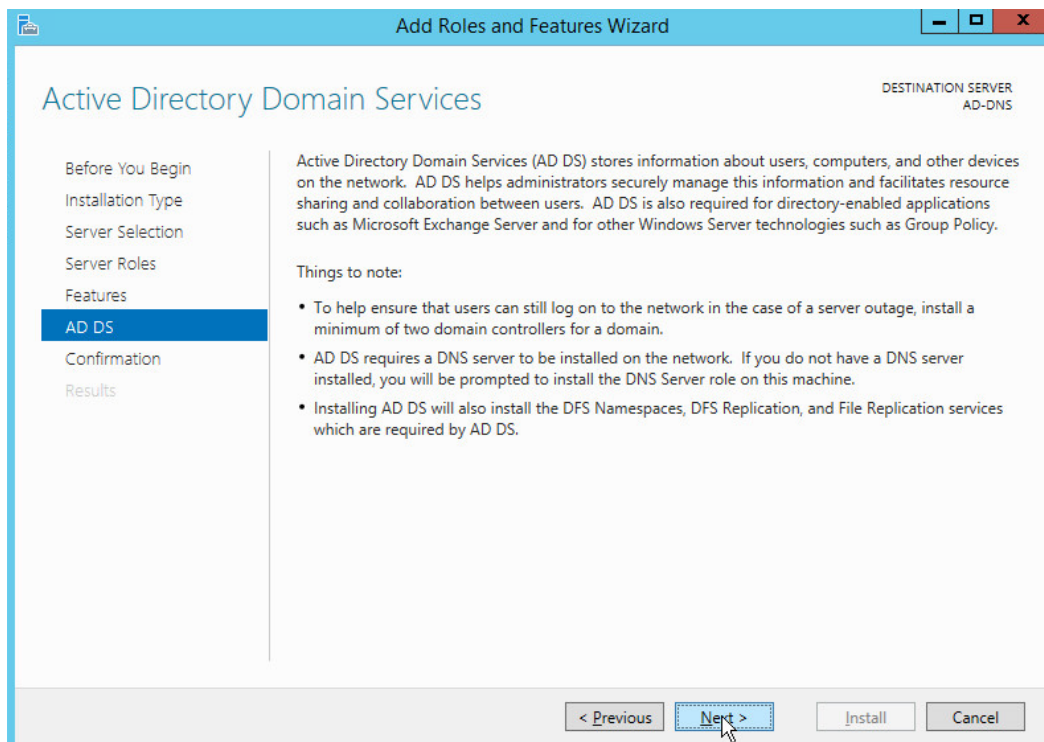 Add Roles and Features Wizard
Active Directory Domain Services
DESTINATION SERVER
AD-DNS
Before You Begin
Installation Type
Server Selection
Server Roles
Features
AD DS
Confirmation
Results
Active Directory Domain Services (AD DS) stores information about users, computers, and other devices
on the network. AD DS helps administrators securely manage this information and facilitates resource
sharing and collaboration between users. AD DS is also required for directory-enabled applications
such as Microsoft Exchange Server and for other Windows Server technologies such as Group Policy.
Things to note:
• To help ensure that users can still log on to the network in the case of a server outage, install a
minimum of two domain controllers for a domain.
• AD DS requires a DNS server to be installed on the network. If you do not have a DNS server
installed, you will be prompted to install the DNS Server role on this machine.
• Installing AD DS will also install the DFS Namespaces, DFS Replication, and File Replication services
which are required by AD DS.
< Previous
Next >
Install
Cancel